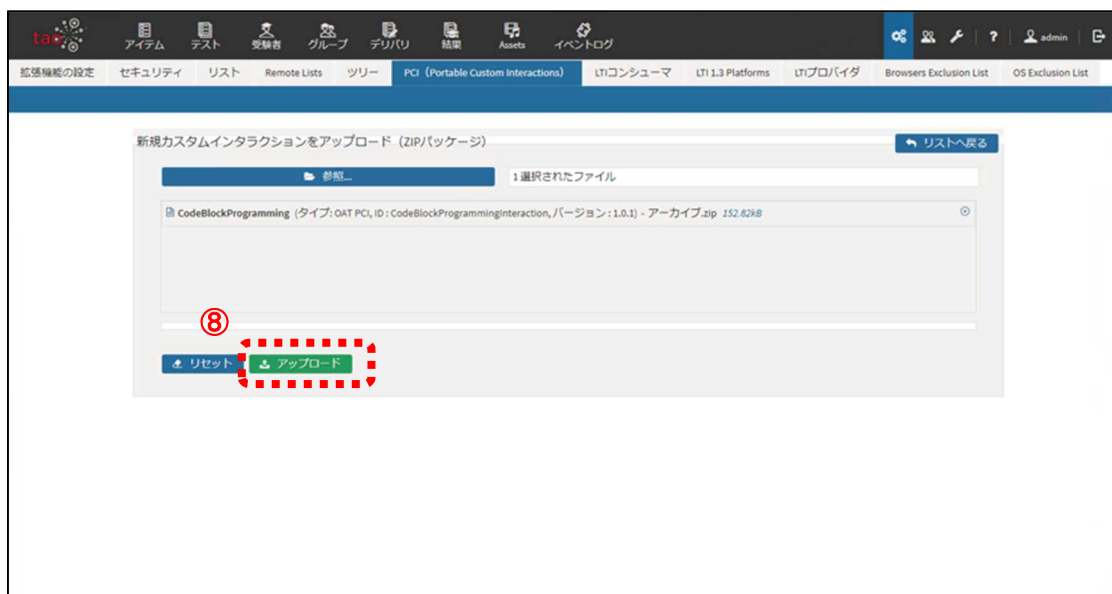 tao
アイテム テスト 受験者 グループ デリバリ 結果 Assets イベントログ ? admin
拡張機能の設定 セキュリティ リスト Remote Lists ツリー PCI（Portable Custom Interactions） LTIコンシューマ LTI 1.3 Platforms LTIプロバイダ Browsers Exclusion List OS Exclusion List
新規カスタムインタラクションをアップロード（ZIPパッケージ）
リストへ戻る
参照... 1選択されたファイル
CodeBlockProgramming (タイプ: OAT PCI, ID : CodeBlockProgrammingInteraction, バージョン : 1.0.1) - アーカイブ.zip 152.82kB
⑧
リセット アップロード